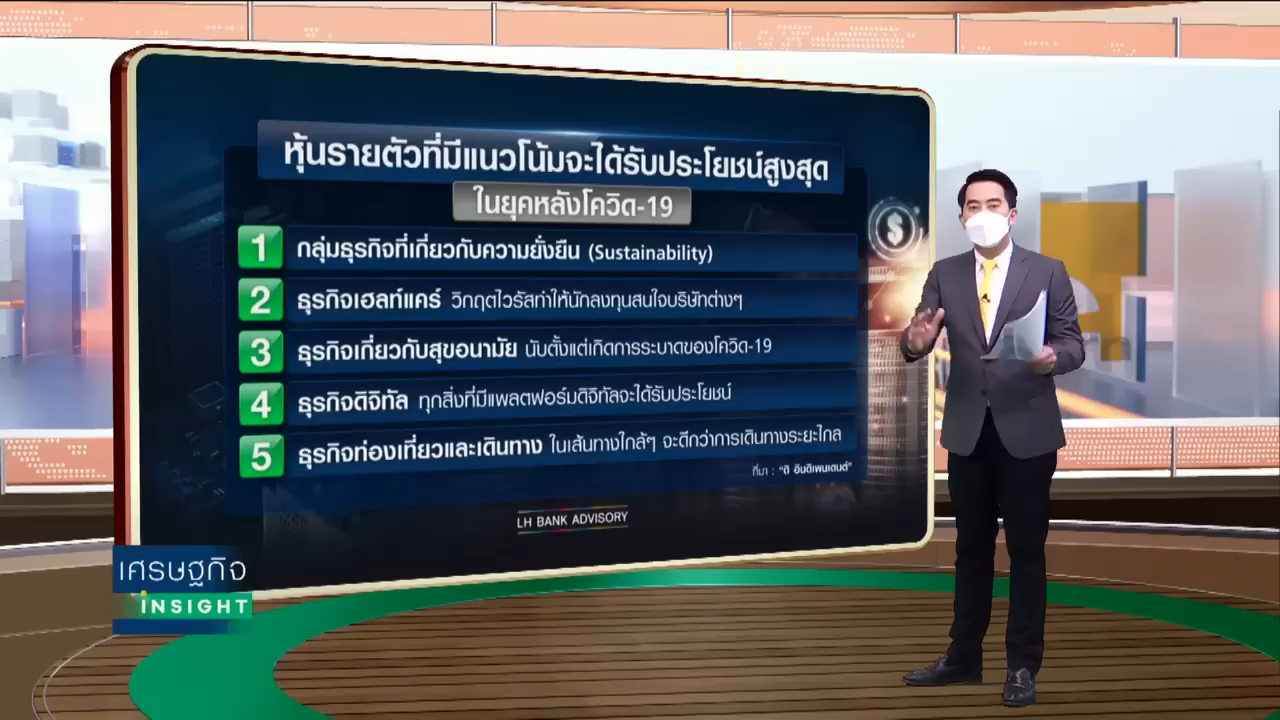 หุ้นรายตัวที่มีแนวโน้มจะได้รับประโยชน์สูงสุด
ในยุคหลังโควิด-19
1 กลุ่มธุรกิจที่เกี่ยวกับความยั่งยืน (Sustainability)
2 ธุรกิจเฮลท์แคร์ วิกฤตไวรัสทำให้นักลงทุนสนใจบริษัทต่างๆ
3 ธุรกิจเกี่ยวกับสุขอนามัย นับตั้งแต่เกิดการระบาดของโควิด-19
4 ธุรกิจดิจิทัล ทุกสิ่งที่มีแพลตฟอร์มดิจิทัลจะได้รับประโยชน์
5 ธุรกิจท่องเที่ยวและเดินทาง ในเส้นทางใกล้ๆ จะดีกว่าการเดินทางระยะไกล
ที่มา : "ดิ อินดิเพนเดนต์"
LH BANK ADVISORY
เศรษฐกิจ
INSIGHT